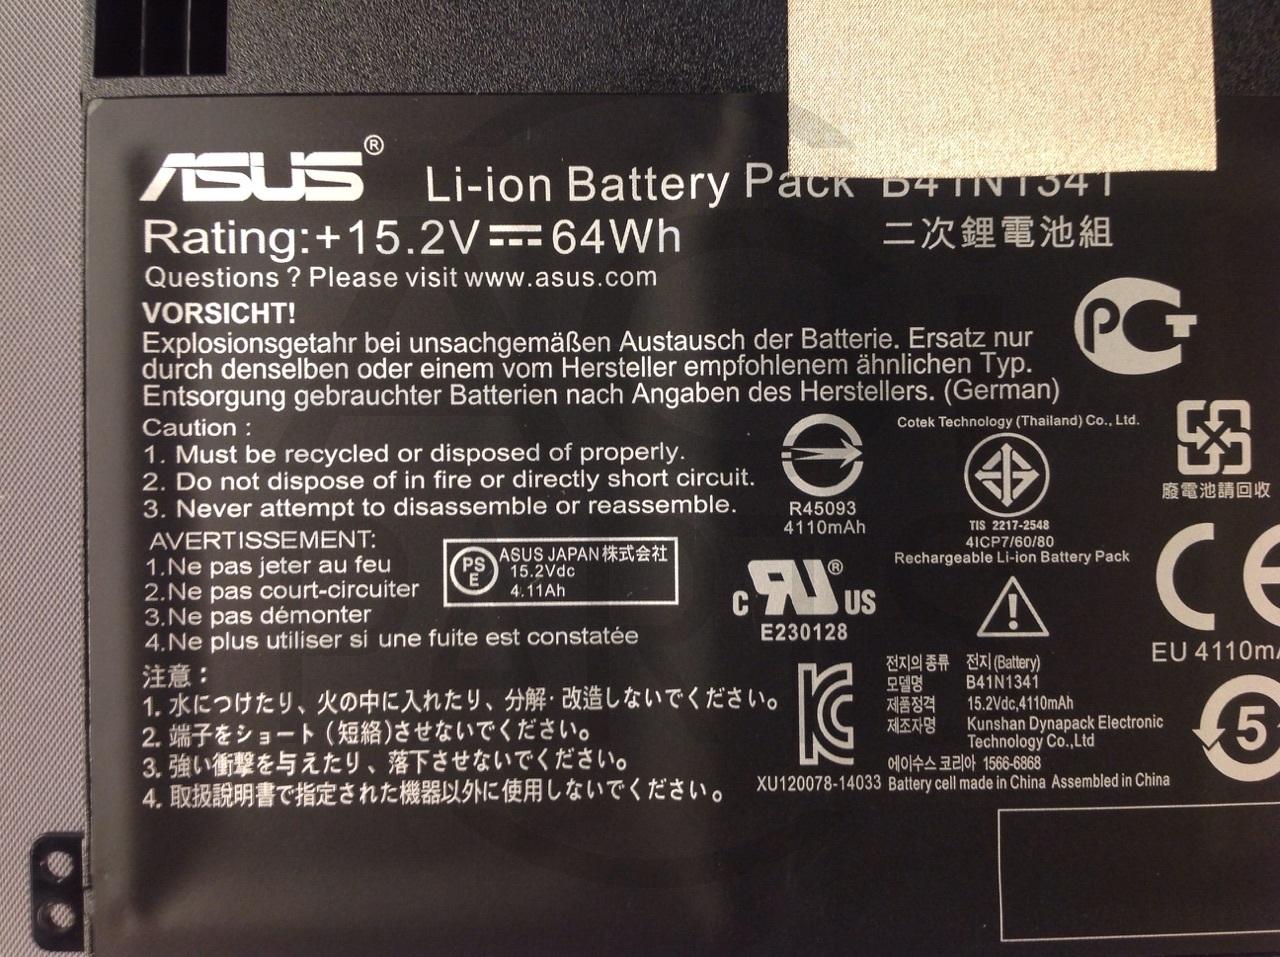 ASUS®
Li-ion Battery Pack B41N1341
Rating:+15.2V⎓64Wh
二次鋰電池組
Questions ? Please visit www.asus.com
VORSICHT!
Explosionsgetahr bei unsachgemäßen Austausch der Batterie. Ersatz nur
durch denselben oder einem vom Hersteller empfohlenem ähnlichen Typ.
Entsorgung gebrauchter Batterien nach Angaben des Herstellers. (German)
PCT
Caution :
1. Must be recycled or disposed of properly.
2. Do not dispose of in fire or directly short circuit.
3. Never attempt to disassemble or reassemble.
AVERTISSEMENT:
1.Ne pas jeter au feu
2.Ne pas court-circuiter
3.Ne pas démonter
4.Ne plus utiliser si une fuite est constatée
PS
E
ASUS JAPAN株式会社
15.2Vdc
4.11Ah
注意：
1. 水につけたり、火の中に入れたり、分解・改造しないでください。
2. 端子をショート（短絡)させないでください。
3. 強い衝撃を与えたり、落下させないでください。
4. 取扱説明書で指定された機器以外に使用しないでください。
R45093
4110mAh
Cotek Technology (Thailand) Co., Ltd.
TIS 2217-2548
4ICP7/60/80
Rechargeable Li-ion Battery Pack
廢電池請回收
C RU® US
E230128
CE
EU 4110mA
XU120078-14033
전지의 종류 전지 (Battery)
모델명 B41N1341
제품정격 15.2Vdc,4110mAh
제조자명 Kunshan Dynapack Electronic
Technology Co.,Ltd
에이수스 코리아 1566-6868
Battery cell made in China Assembled in China
5